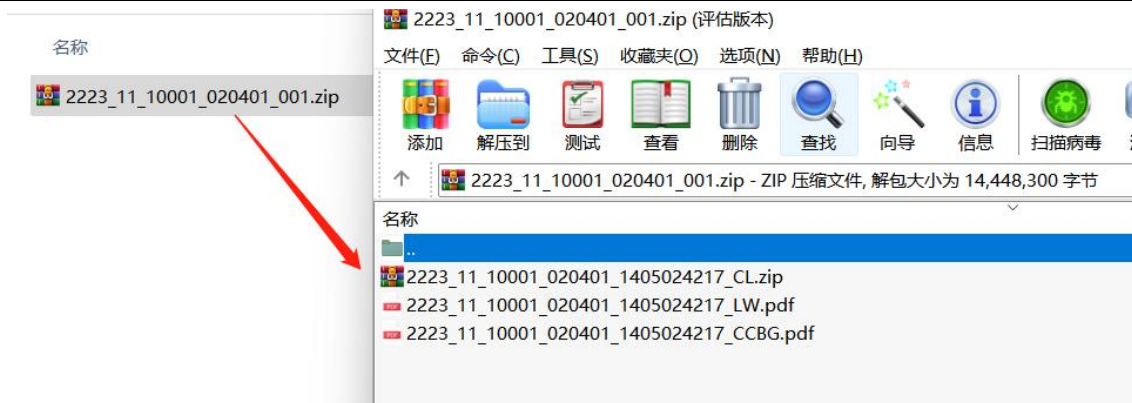 名称
2223_11_10001_020401_001.zip
2223_11_10001_020401_001.zip (评估版本)
文件(F) 命令(C) 工具(S) 收藏夹(O) 选项(N) 帮助(H)
添加 解压到 测试 查看 删除 查找 向导 信息 扫描病毒
2223_11_10001_020401_001.zip - ZIP 压缩文件, 解包大小为 14,448,300 字节
名称
..
2223_11_10001_020401_1405024217_CL.zip
2223_11_10001_020401_1405024217_LW.pdf
2223_11_10001_020401_1405024217_CCBG.pdf